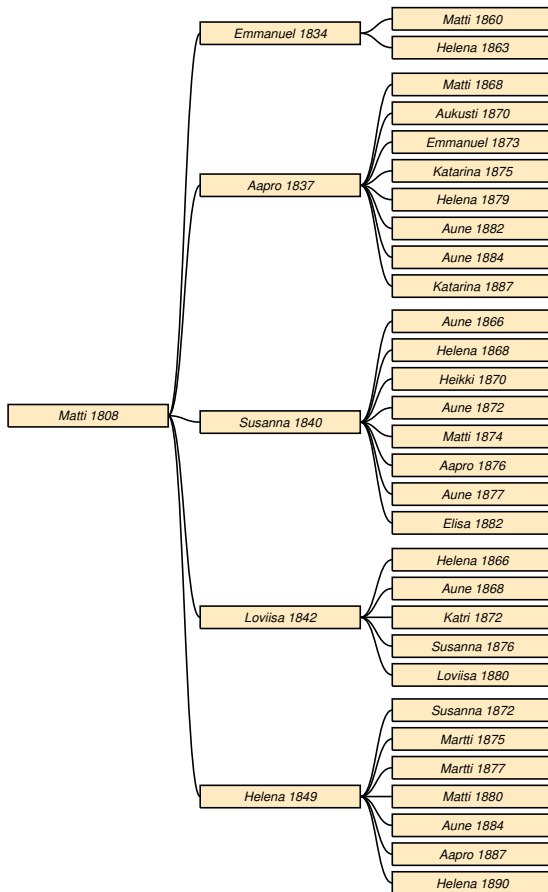 Matti 1808
Emmanuel 1834
Matti 1860
Helena 1863
Aapro 1837
Matti 1868
Aukusti 1870
Emmanuel 1873
Katarina 1875
Helena 1879
Aune 1882
Aune 1884
Katarina 1887
Susanna 1840
Aune 1866
Helena 1868
Heikki 1870
Aune 1872
Matti 1874
Aapro 1876
Aune 1877
Elisa 1882
Loviisa 1842
Helena 1866
Aune 1868
Katri 1872
Susanna 1876
Loviisa 1880
Helena 1849
Susanna 1872
Martti 1875
Martti 1877
Matti 1880
Aune 1884
Aapro 1887
Helena 1890